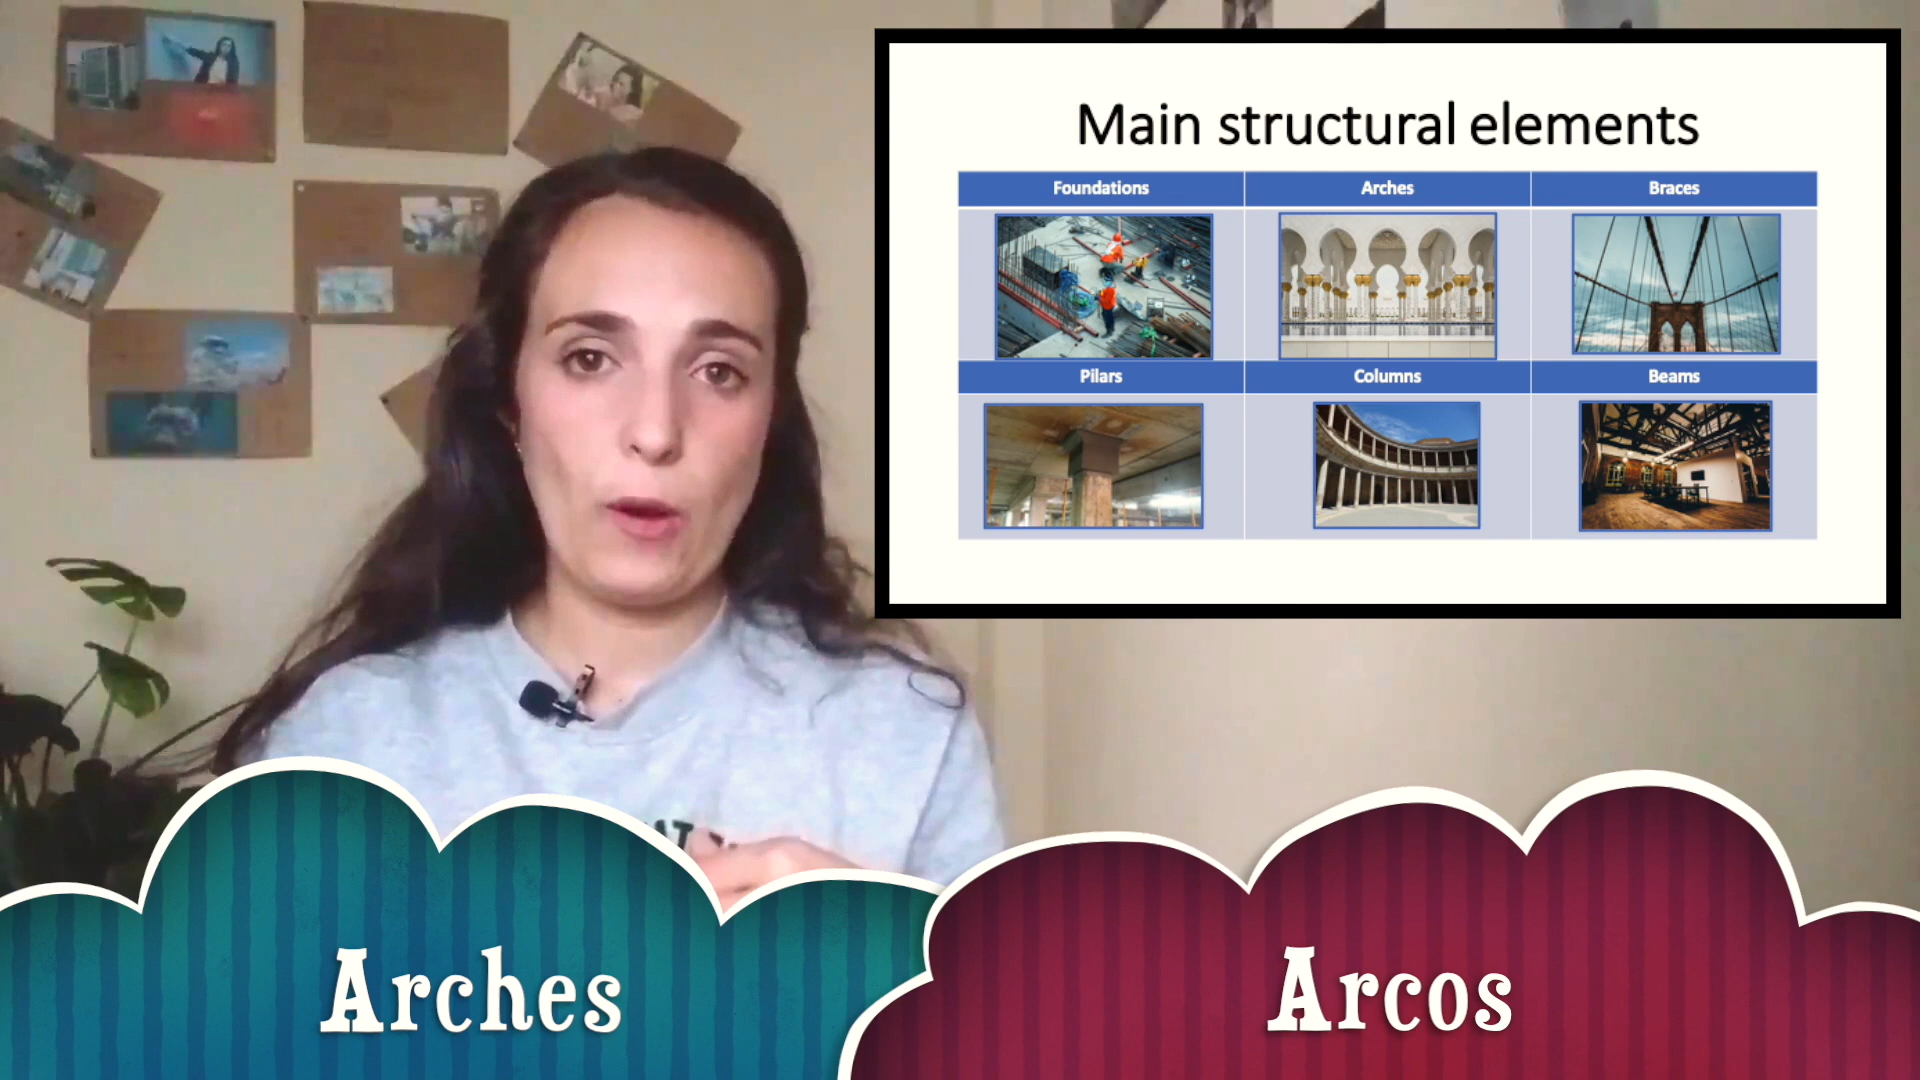 Main structural elements
Foundations Arches Braces
Pilars Columns Beams
Arches
Arcos